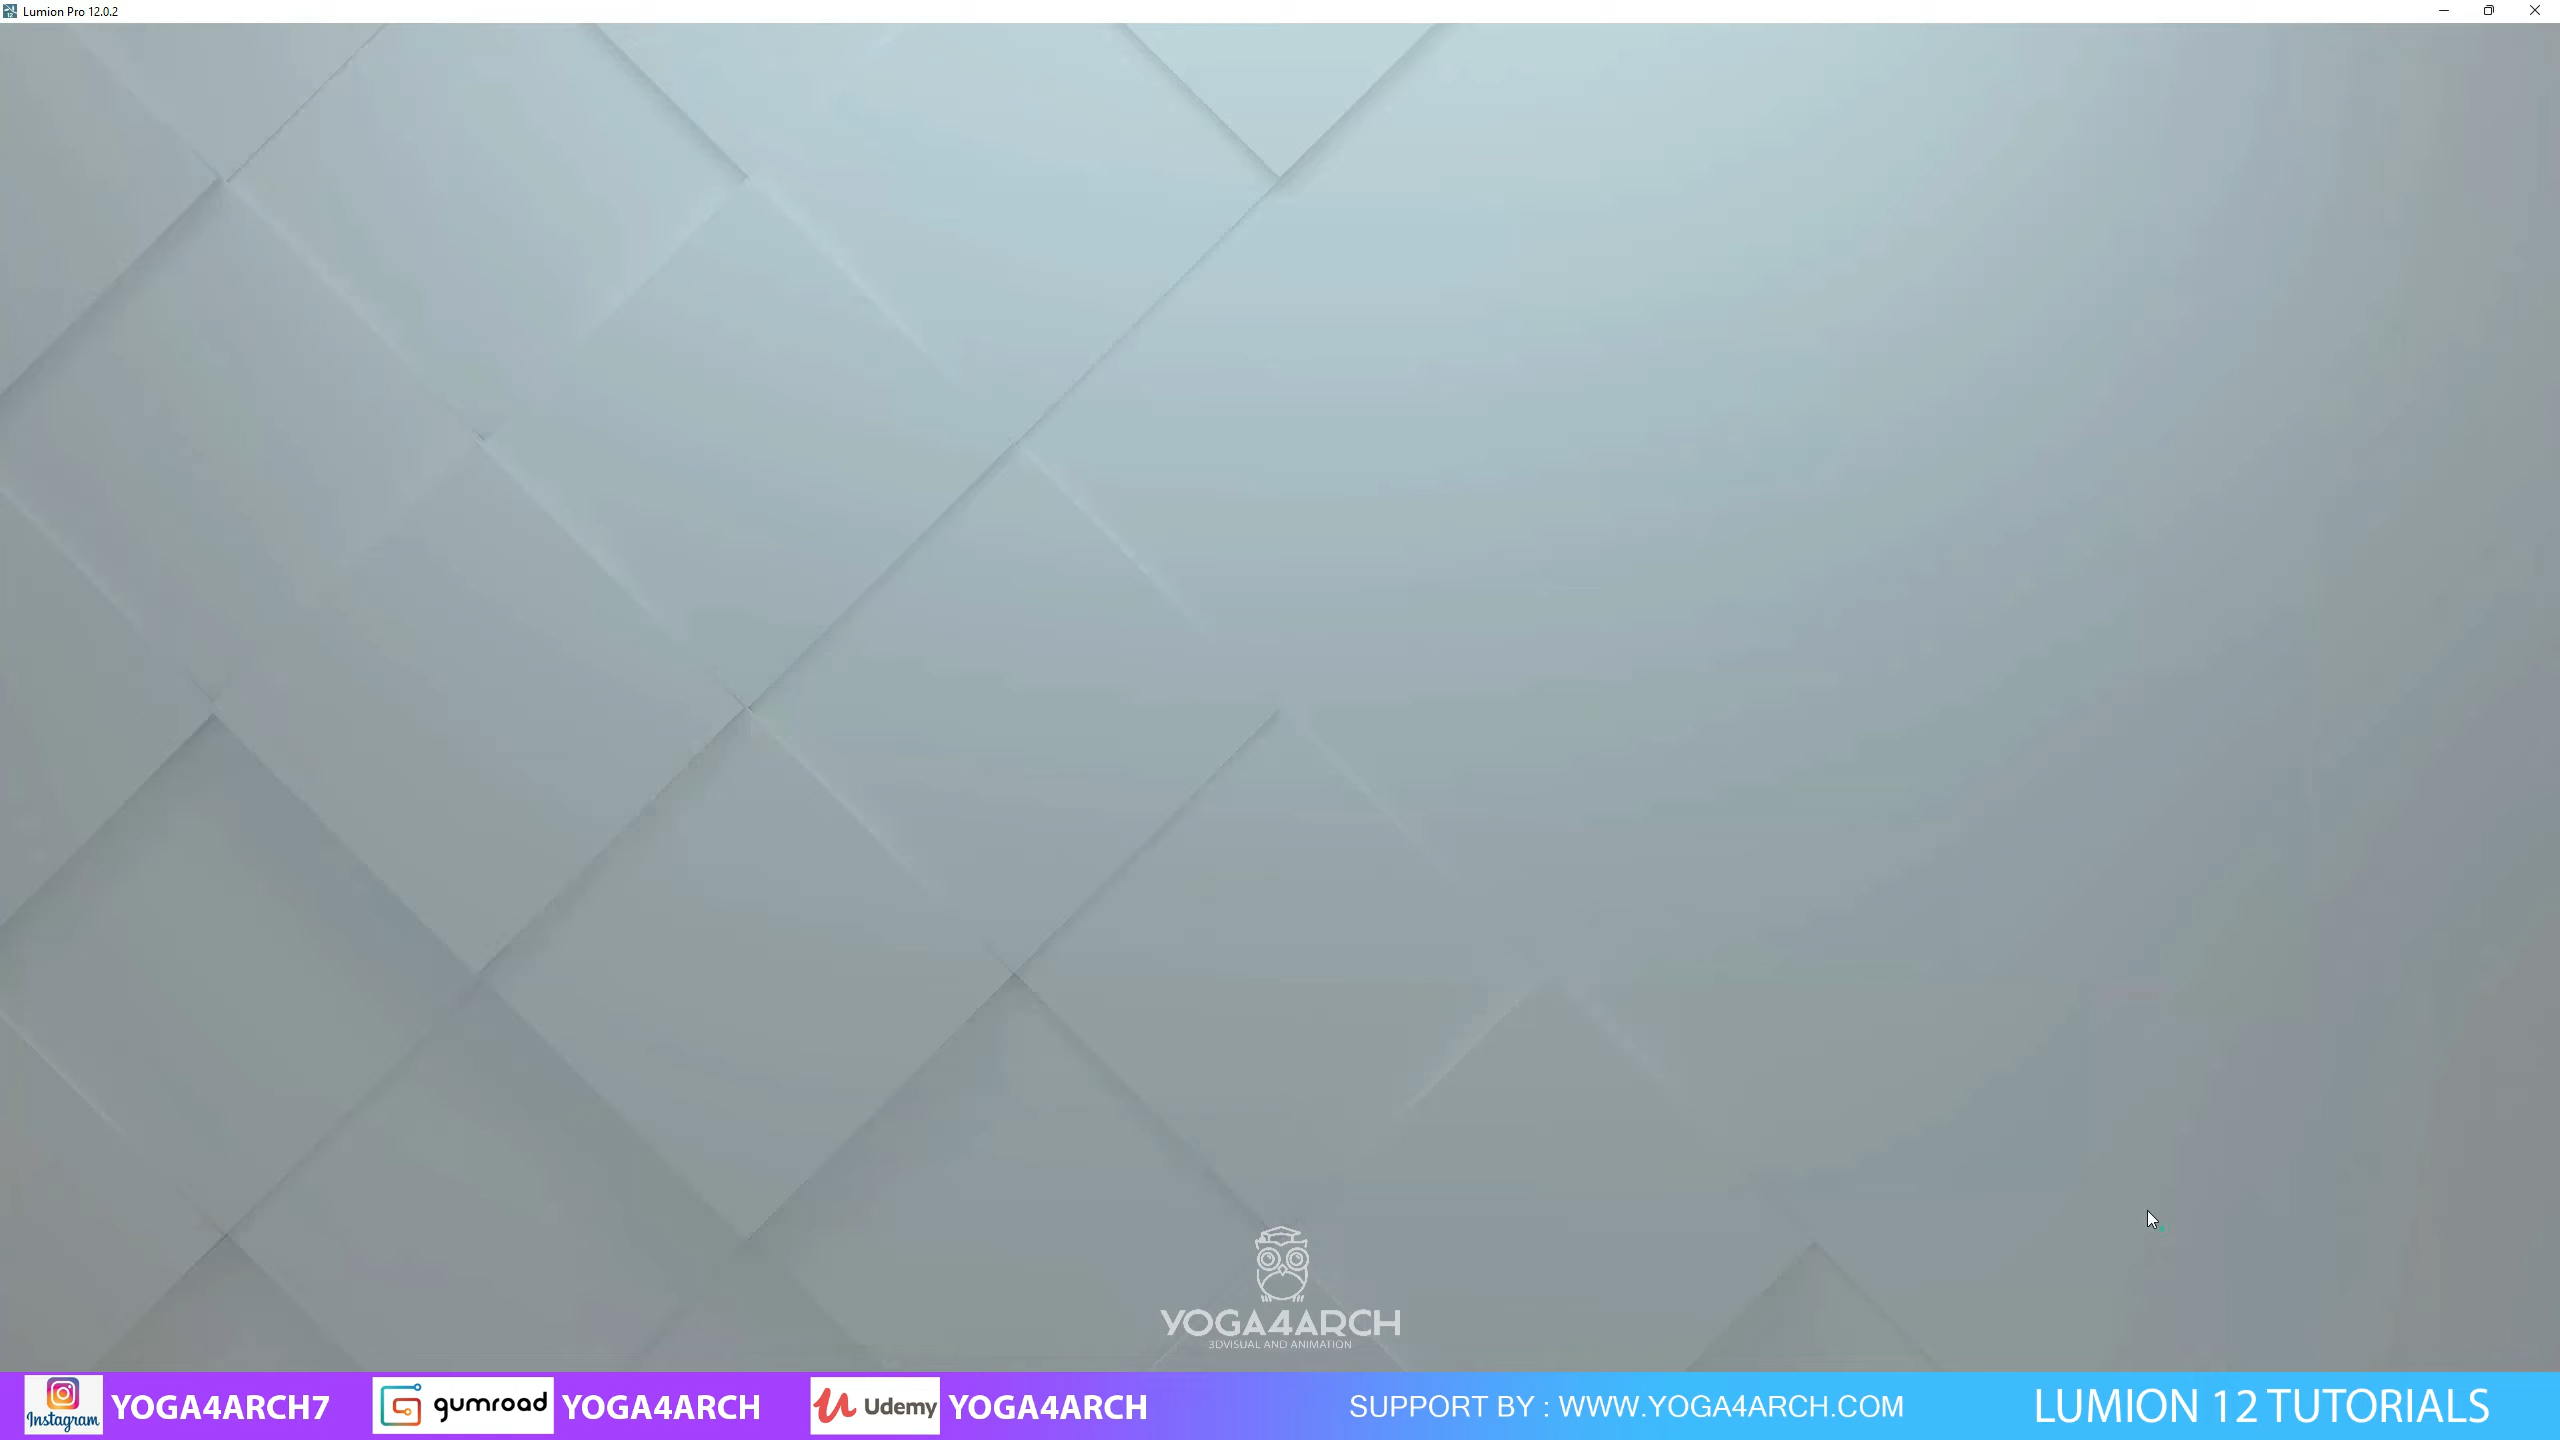 Lumion Pro 12.0.2
YOGA4ARCH
3DVISUAL AND ANIMATION
Instagram YOGA4ARCH7 gumroad YOGA4ARCH Udemy YOGA4ARCH SUPPORT BY : WWW.YOGA4ARCH.COM LUMION 12 TUTORIALS